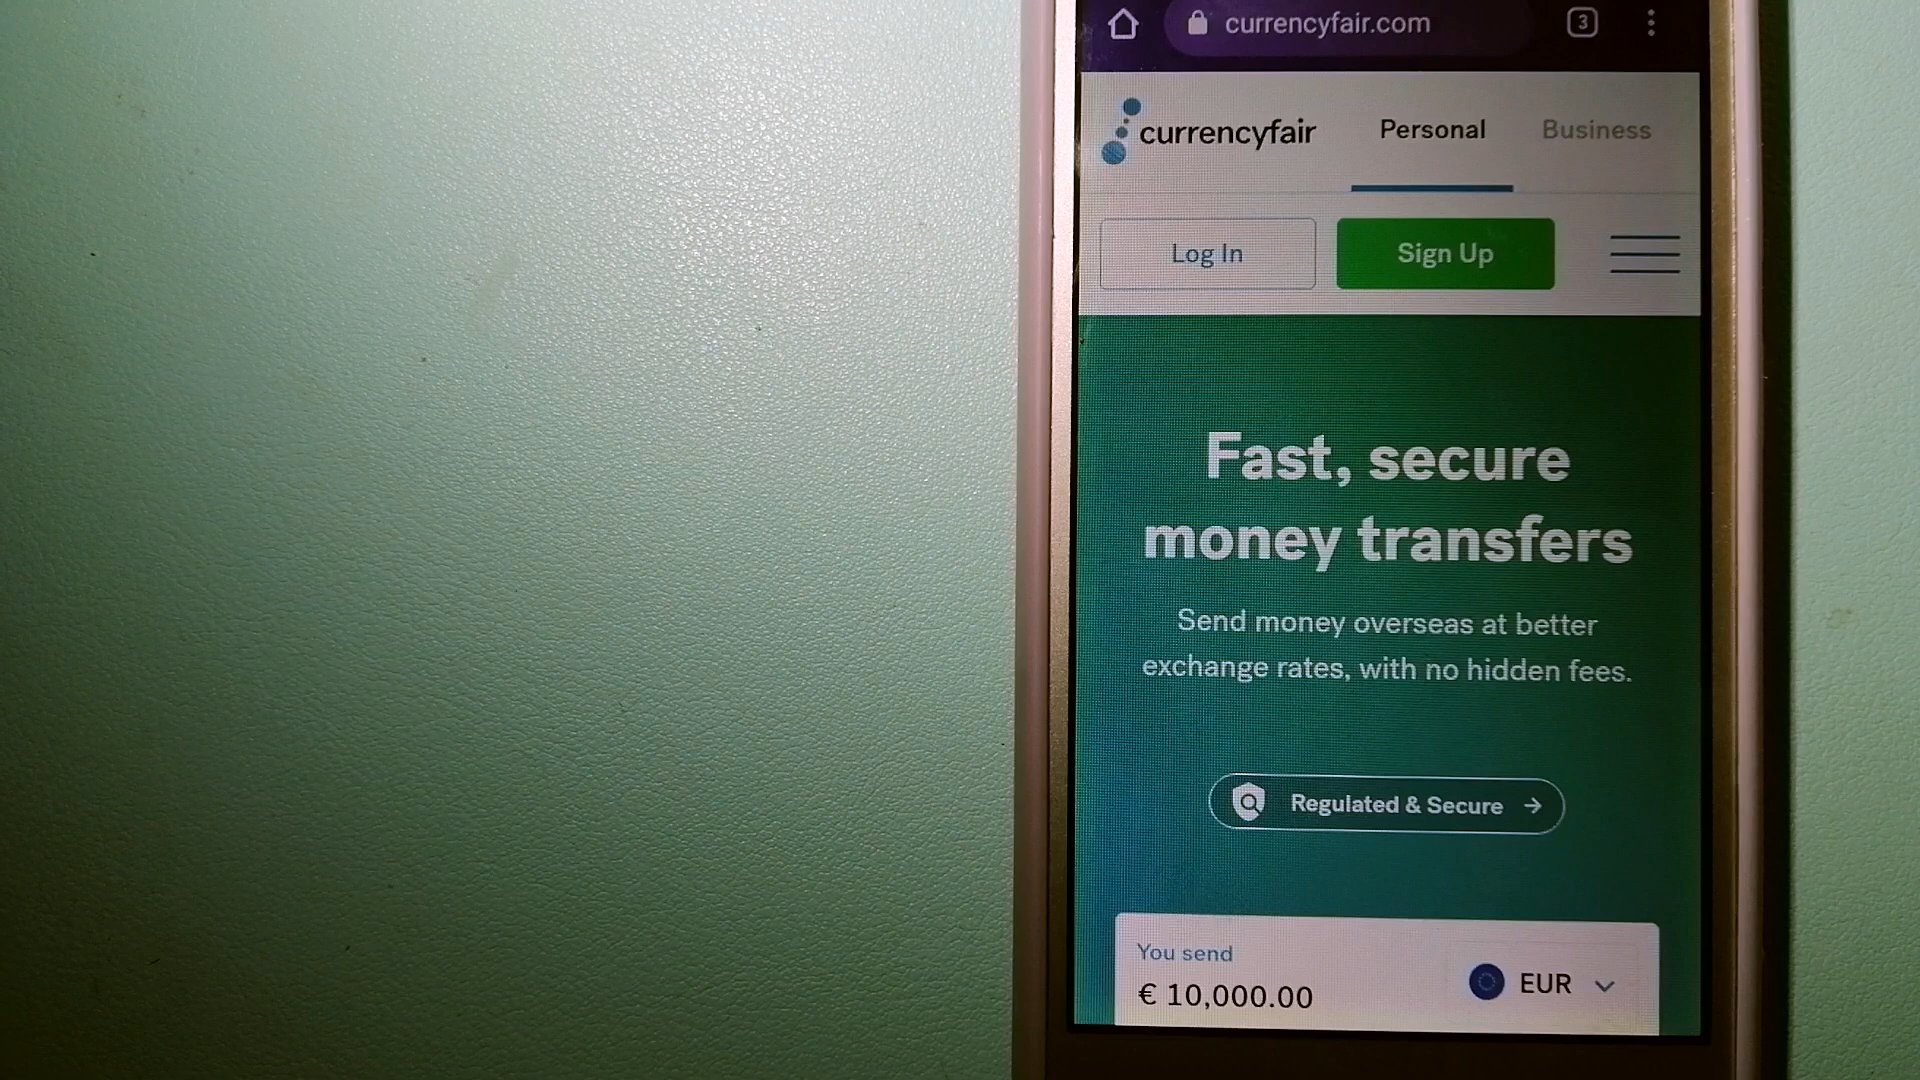 currencyfair.com
3
currencyfair
Personal
Business
Log In
Sign Up
Fast, secure
money transfers
Send money overseas at better
exchange rates, with no hidden fees.
Regulated & Secure →
You send
€ 10,000.00
EUR